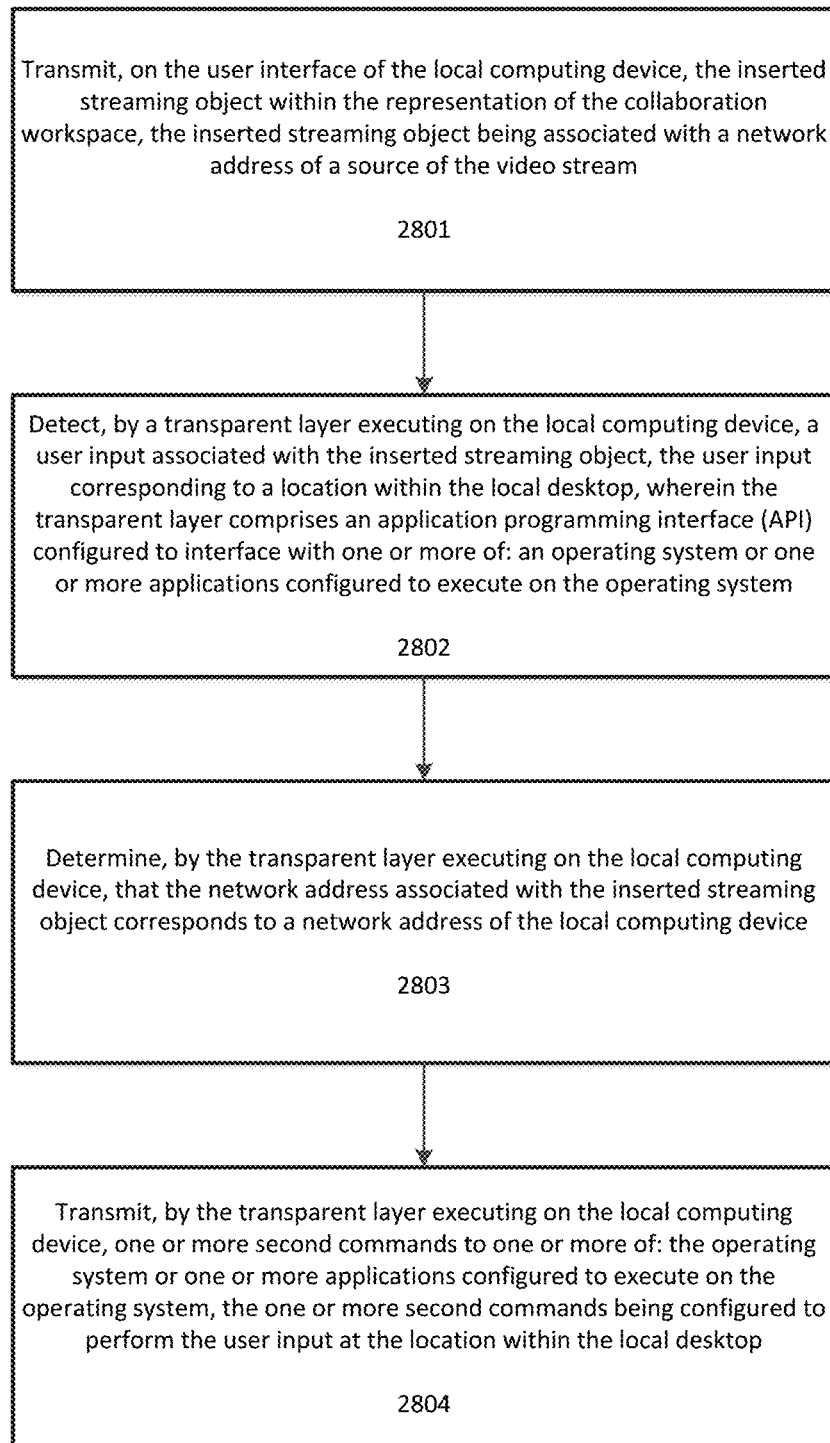 Transmit, on the user interface of the local computing device, the inserted
streaming object within the representation of the collaboration
workspace, the inserted streaming object being associated with a network
address of a source of the video stream
2801
Detect, by a transparent layer executing on the local computing device, a
user input associated with the inserted streaming object, the user input
corresponding to a location within the local desktop, wherein the
transparent layer comprises an application programming interface (API)
configured to interface with one or more of: an operating system or one
or more applications configured to execute on the operating system
2802
Determine, by the transparent layer executing on the local computing
device, that the network address associated with the inserted streaming
object corresponds to a network address of the local computing device
2803
Transmit, by the transparent layer executing on the local computing
device, one or more second commands to one or more of: the operating
system or one or more applications configured to execute on the
operating system, the one or more second commands being configured to
perform the user input at the location within the local desktop
2804